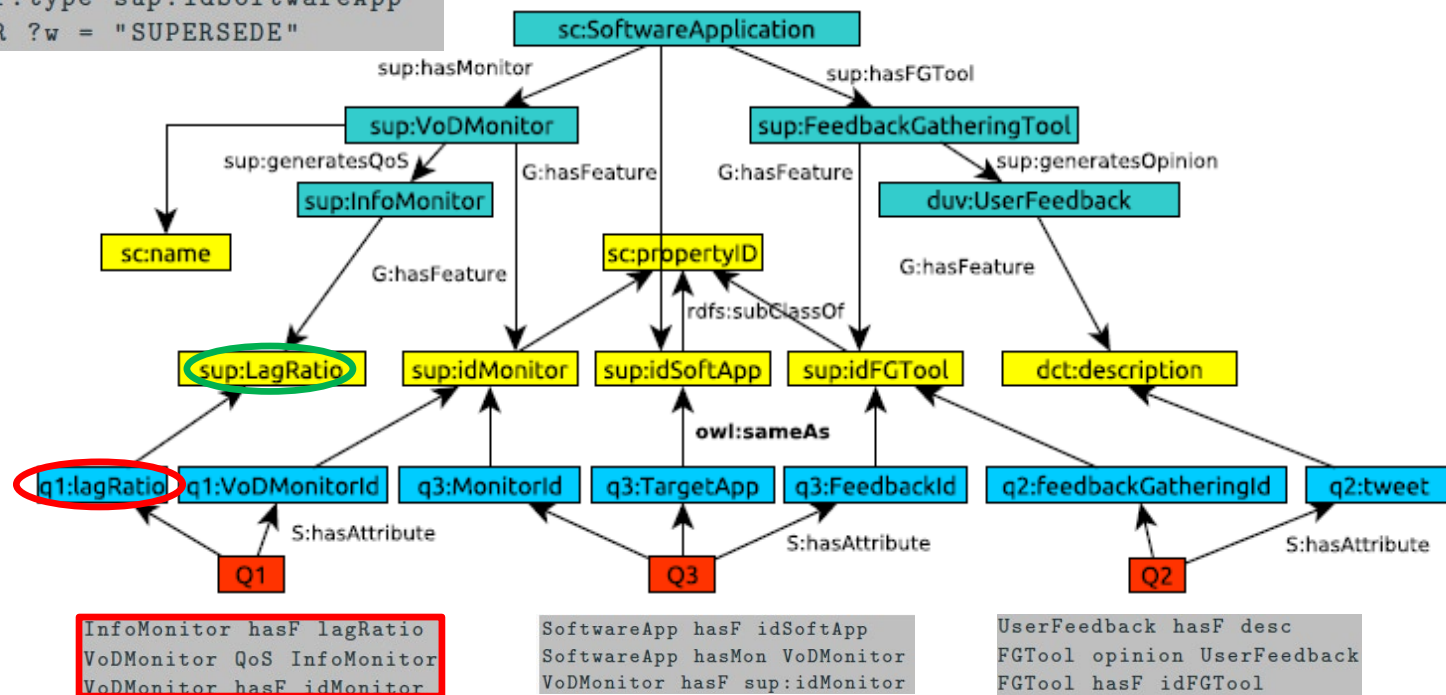 sup:idSoftwareApp
?w = "SUPERSEDE"
sc:SoftwareApplication
sup:hasMonitor
sup:hasFGTool
sup:VoDMonitor
sup:FeedbackGatheringTool
sup:generatesQoS
G:hasFeature
G:hasFeature
sup:generatesOpinion
sup:InfoMonitor
duv:UserFeedback
sc:name
sc:propertyID
G:hasFeature
G:hasFeature
rdfs:subClassOf
sup:LagRatio
sup:idMonitor
sup:idSoftApp
sup:idFGTool
dct:description
owl:sameAs
q1:lagRatio
q1:VoDMonitorId
q3:MonitorId
q3:TargetApp
q3:FeedbackId
q2:feedbackGatheringId
q2:tweet
S:hasAttribute
S:hasAttribute
S:hasAttribute
Q1
Q3
Q2
InfoMonitor hasF lagRatio
VoDMonitor QoS InfoMonitor
VoDMonitor hasF idMonitor
SoftwareApp hasF idSoftApp
SoftwareApp hasMon VoDMonitor
VoDMonitor hasF sup:idMonitor
UserFeedback hasF desc
FGTool opinion UserFeedback
FGTool hasF idFGTool